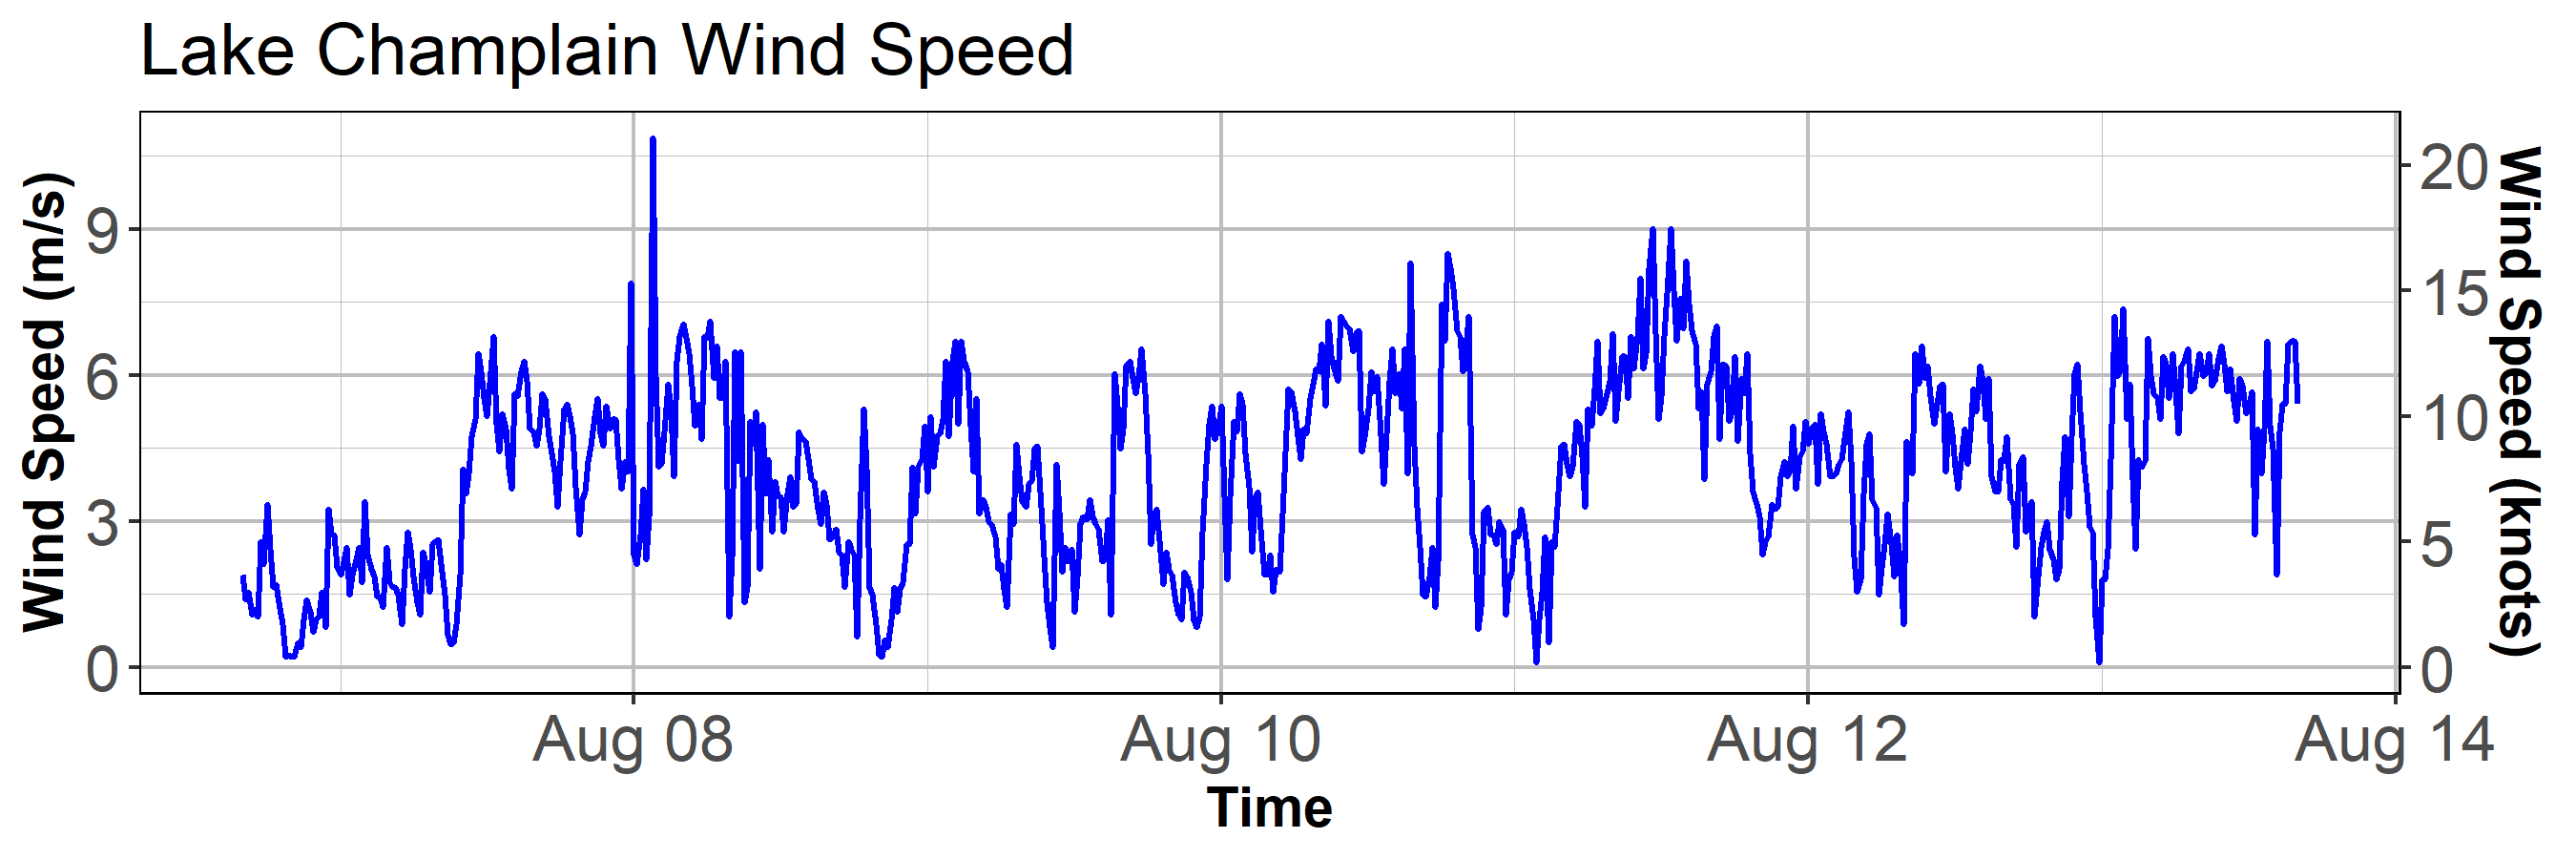 Lake Champlain Wind Speed
Wind Speed (m/s)
9
6
3
0
20
15
10
5
0
Wind Speed (knots)
Aug 08
Aug 10
Aug 12
Aug 14
Time